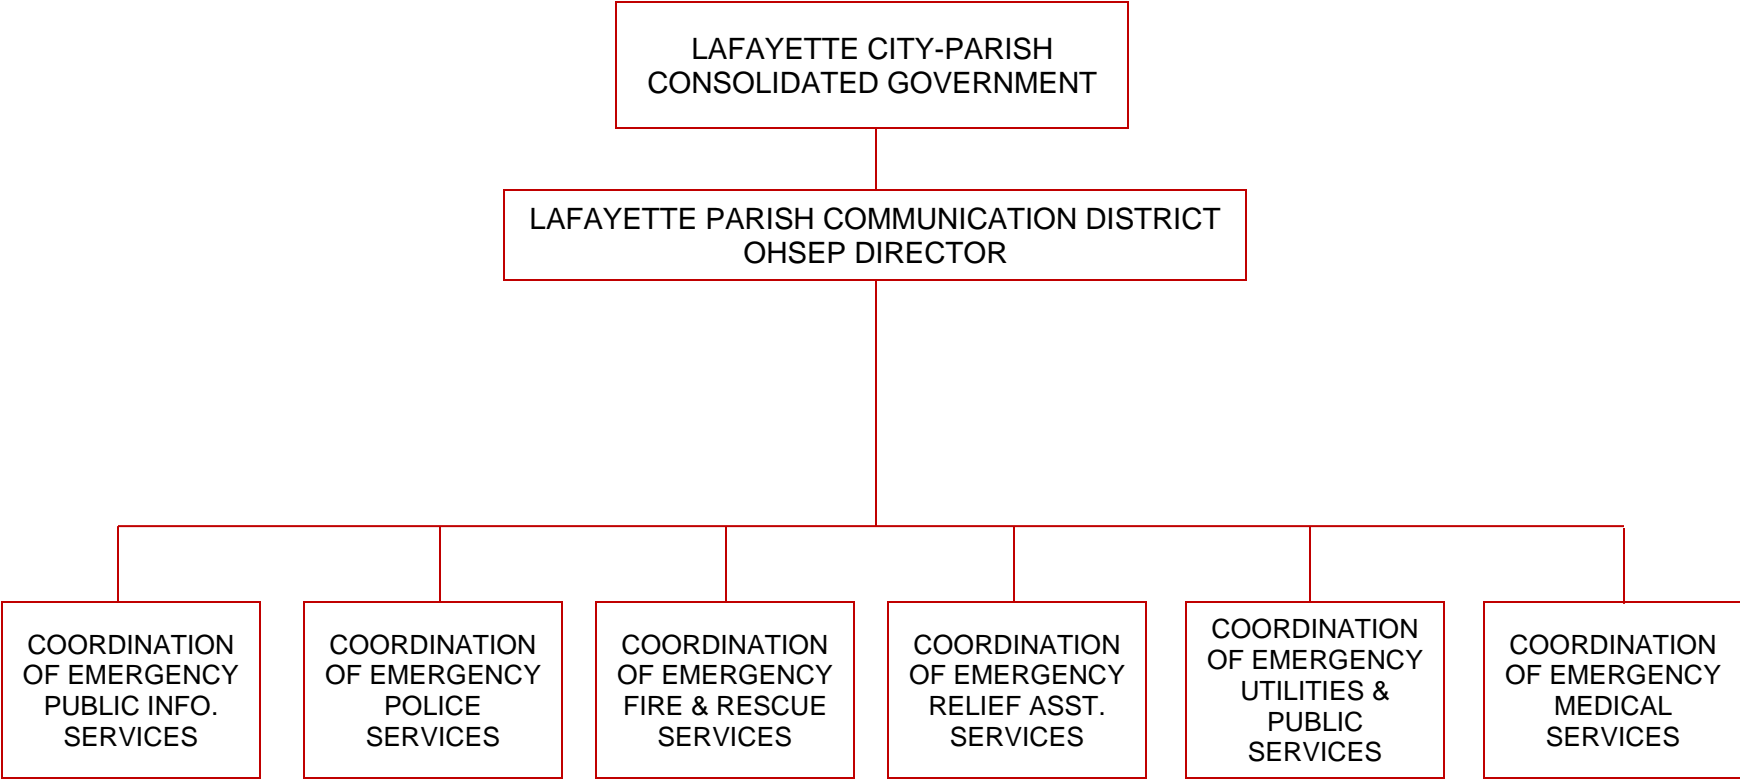 LAFAYETTE CITY-PARISH
CONSOLIDATED GOVERNMENT
LAFAYETTE PARISH COMMUNICATION DISTRICT
OHSEP DIRECTOR
COORDINATION
OF EMERGENCY
PUBLIC INFO.
SERVICES
COORDINATION
OF EMERGENCY
POLICE
SERVICES
COORDINATION
OF EMERGENCY
FIRE & RESCUE
SERVICES
COORDINATION
OF EMERGENCY
RELIEF ASST.
SERVICES
COORDINATION
OF EMERGENCY
UTILITIES &
PUBLIC
SERVICES
COORDINATION
OF EMERGENCY
MEDICAL
SERVICES